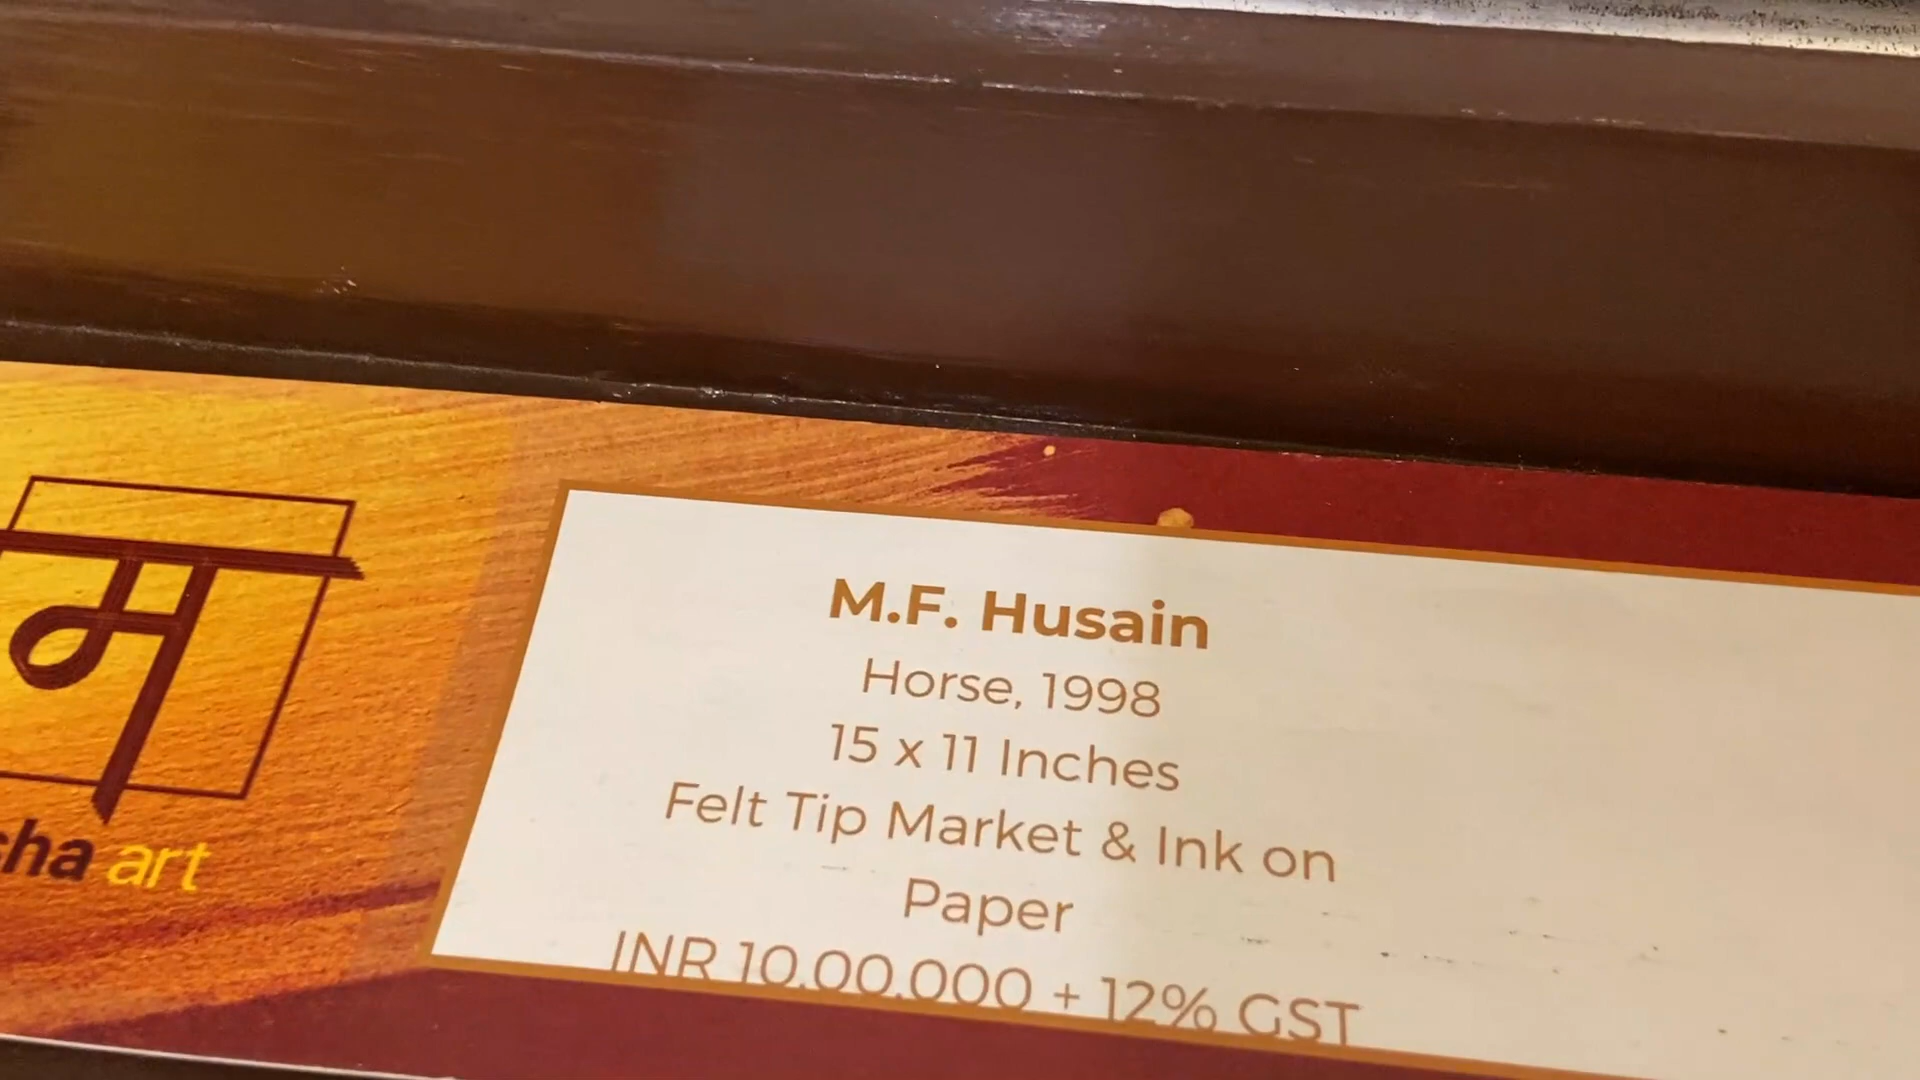 म
sha art
M.F. Husain
Horse, 1998
15 x 11 Inches
Felt Tip Market & Ink on
Paper
INR 10,00,000 + 12% GST